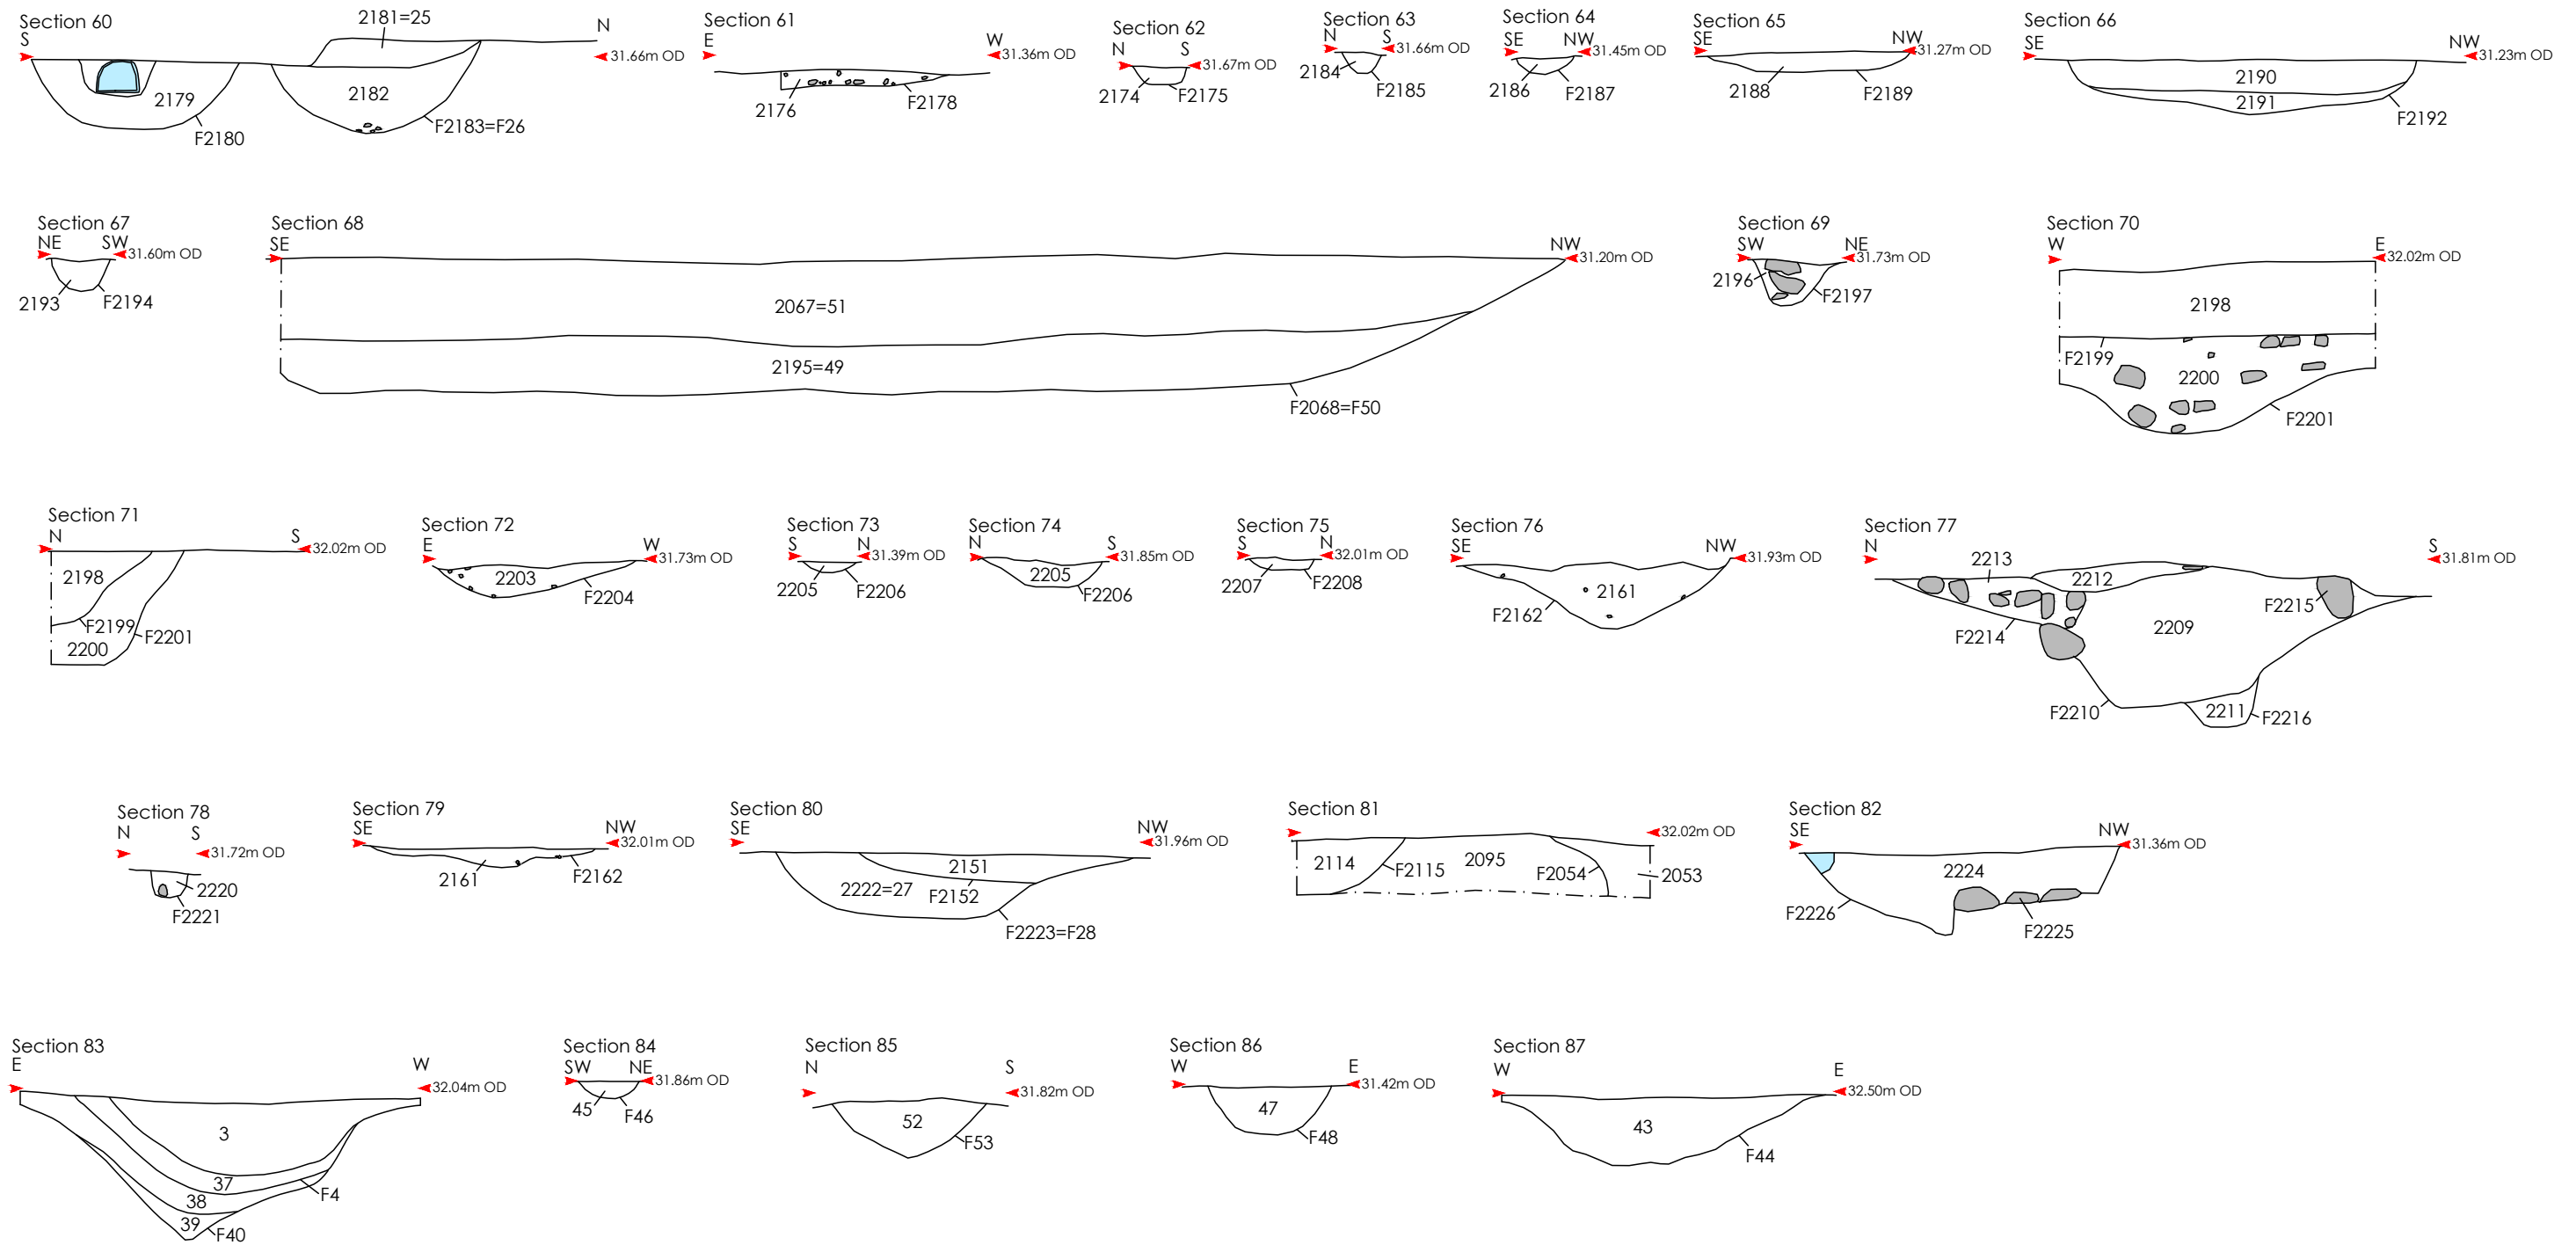 Section 60
S
N
31.66m OD
2181=25
2179
2182
F2180
F2183=F26
Section 61
E
W
31.36m OD
2176
F2178
Section 62
N
S
31.67m OD
2174
F2175
Section 63
N
S
31.66m OD
2184
F2185
Section 64
SE
NW
31.45m OD
2186
F2187
Section 65
SE
NW
31.27m OD
2188
F2189
Section 66
SE
NW
31.23m OD
2190
2191
F2192
Section 67
NE
SW
31.60m OD
2193
F2194
Section 68
SE
NW
31.20m OD
2067=51
2195=49
F2068=F50
Section 69
SW
NE
31.73m OD
2196
F2197
Section 70
W
E
32.02m OD
2198
F2199
2200
F2201
Section 71
N
S
32.02m OD
2198
F2199
F2201
2200
Section 72
E
W
31.73m OD
2203
F2204
Section 73
S
N
31.39m OD
2205
F2206
Section 74
N
S
31.85m OD
2205
F2206
Section 75
S
N
32.01m OD
2207
F2208
Section 76
SE
NW
31.93m OD
2161
F2162
Section 77
N
S
31.81m OD
2213
2212
F2215
F2214
2209
F2210
2211
F2216
Section 78
N
S
31.72m OD
2220
F2221
Section 79
SE
NW
32.01m OD
2161
F2162
Section 80
SE
NW
31.96m OD
2151
2222=27
F2152
F2223=F28
Section 81
32.02m OD
2114
F2115
2095
F2054
2053
Section 82
SE
NW
31.36m OD
2224
F2226
F2225
Section 83
E
W
32.04m OD
3
37
38
F4
39
F40
Section 84
SW
NE
31.86m OD
45
F46
Section 85
N
S
31.82m OD
52
F53
Section 86
W
E
31.42m OD
47
F48
Section 87
W
E
32.50m OD
43
F44